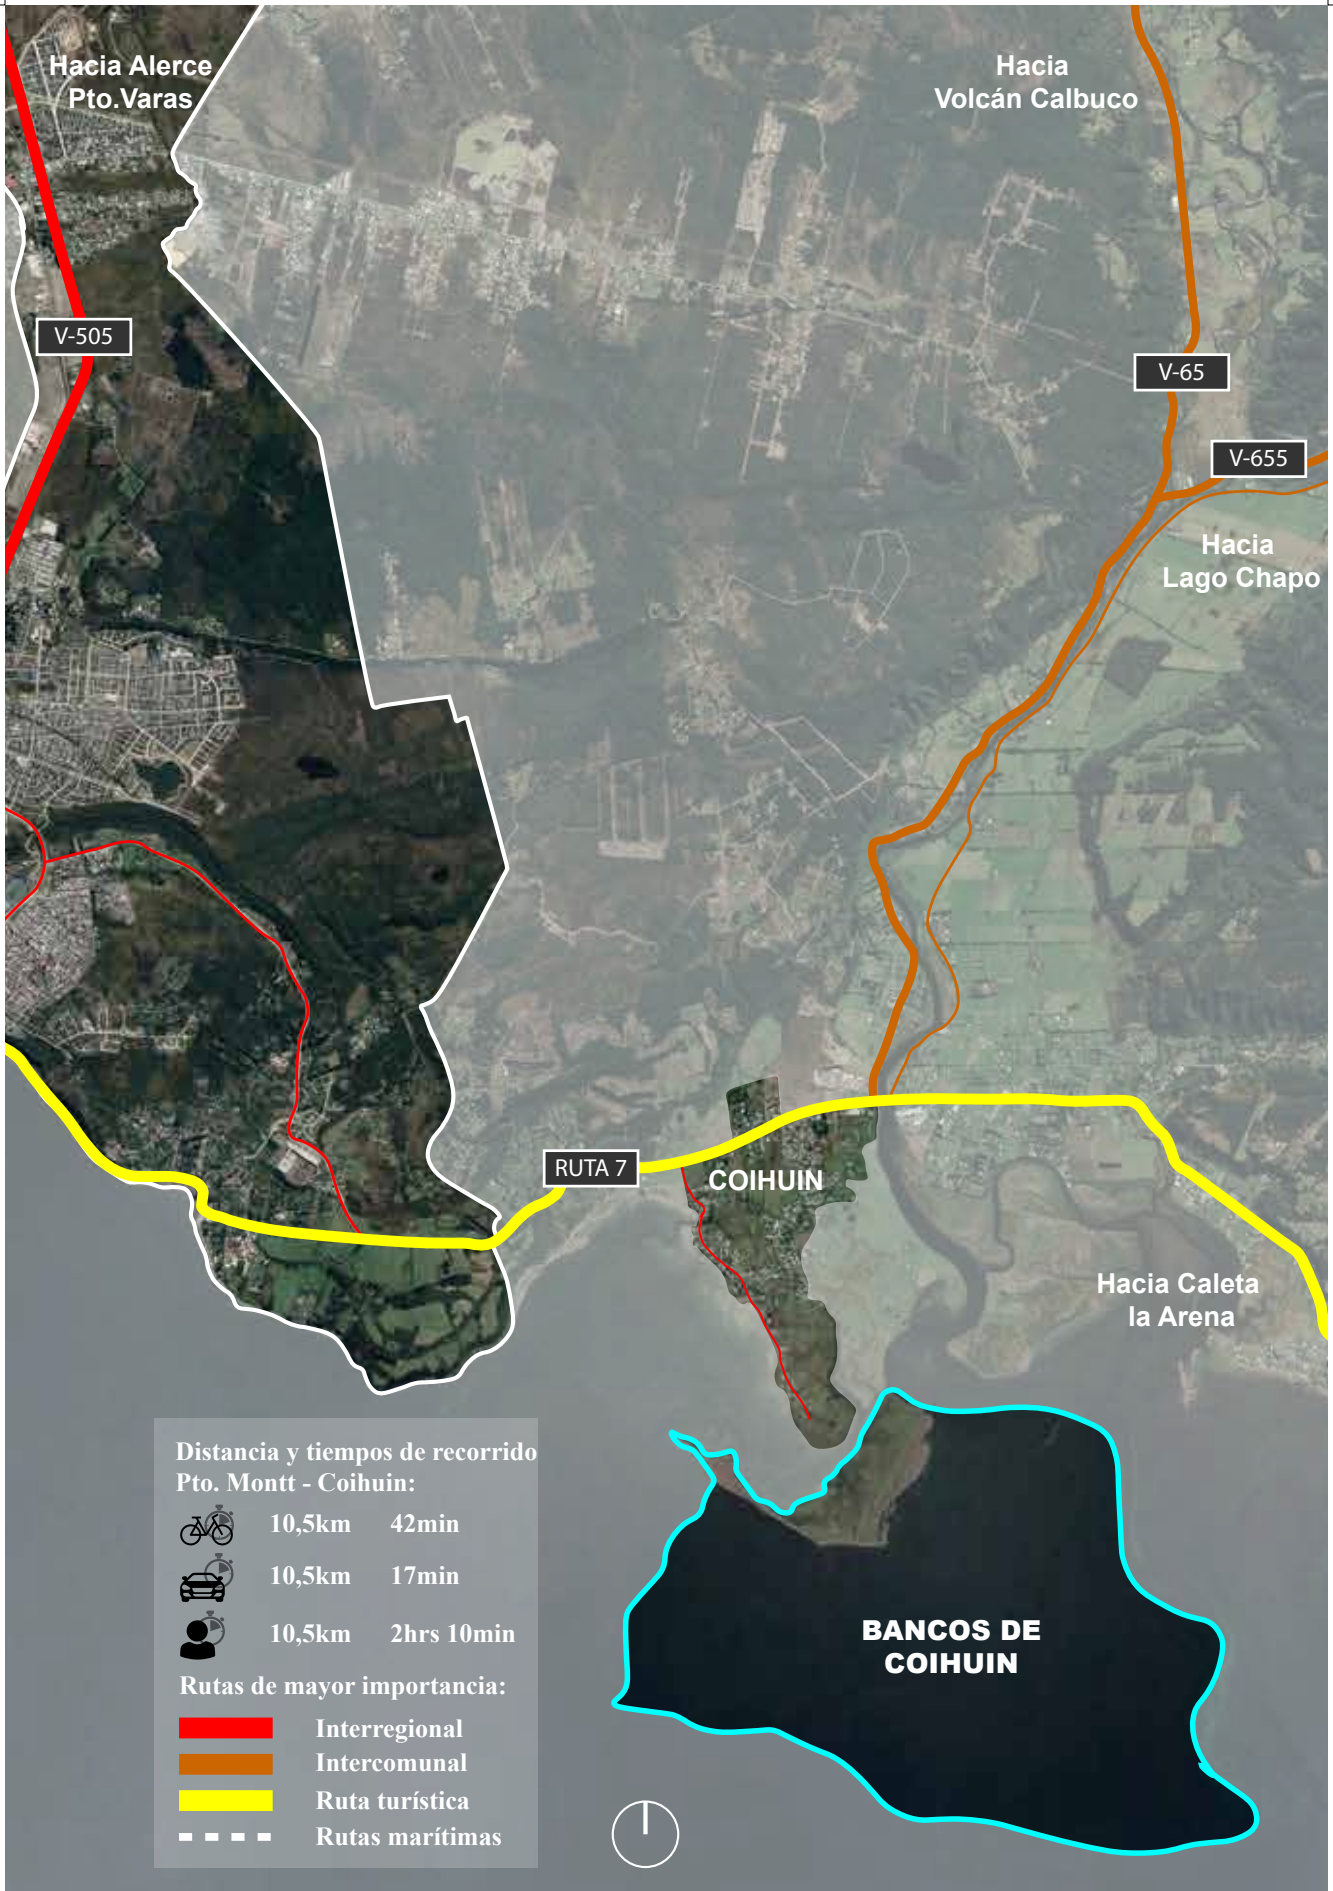 Hacia Alerce
Pto.Varas
Hacia
Volcán Calbuco
V-505
V-65
V-655
Hacia
Lago Chapo
RUTA 7
COIHUIN
Hacia Caleta
la Arena
BANCOS DE
COIHUIN
Distancia y tiempos de recorrido
Pto. Montt - Coihuin:
10,5km 42min
10,5km 17min
10,5km 2hrs 10min
Rutas de mayor importancia:
Interregional
Intercomunal
Ruta turística
Rutas marítimas